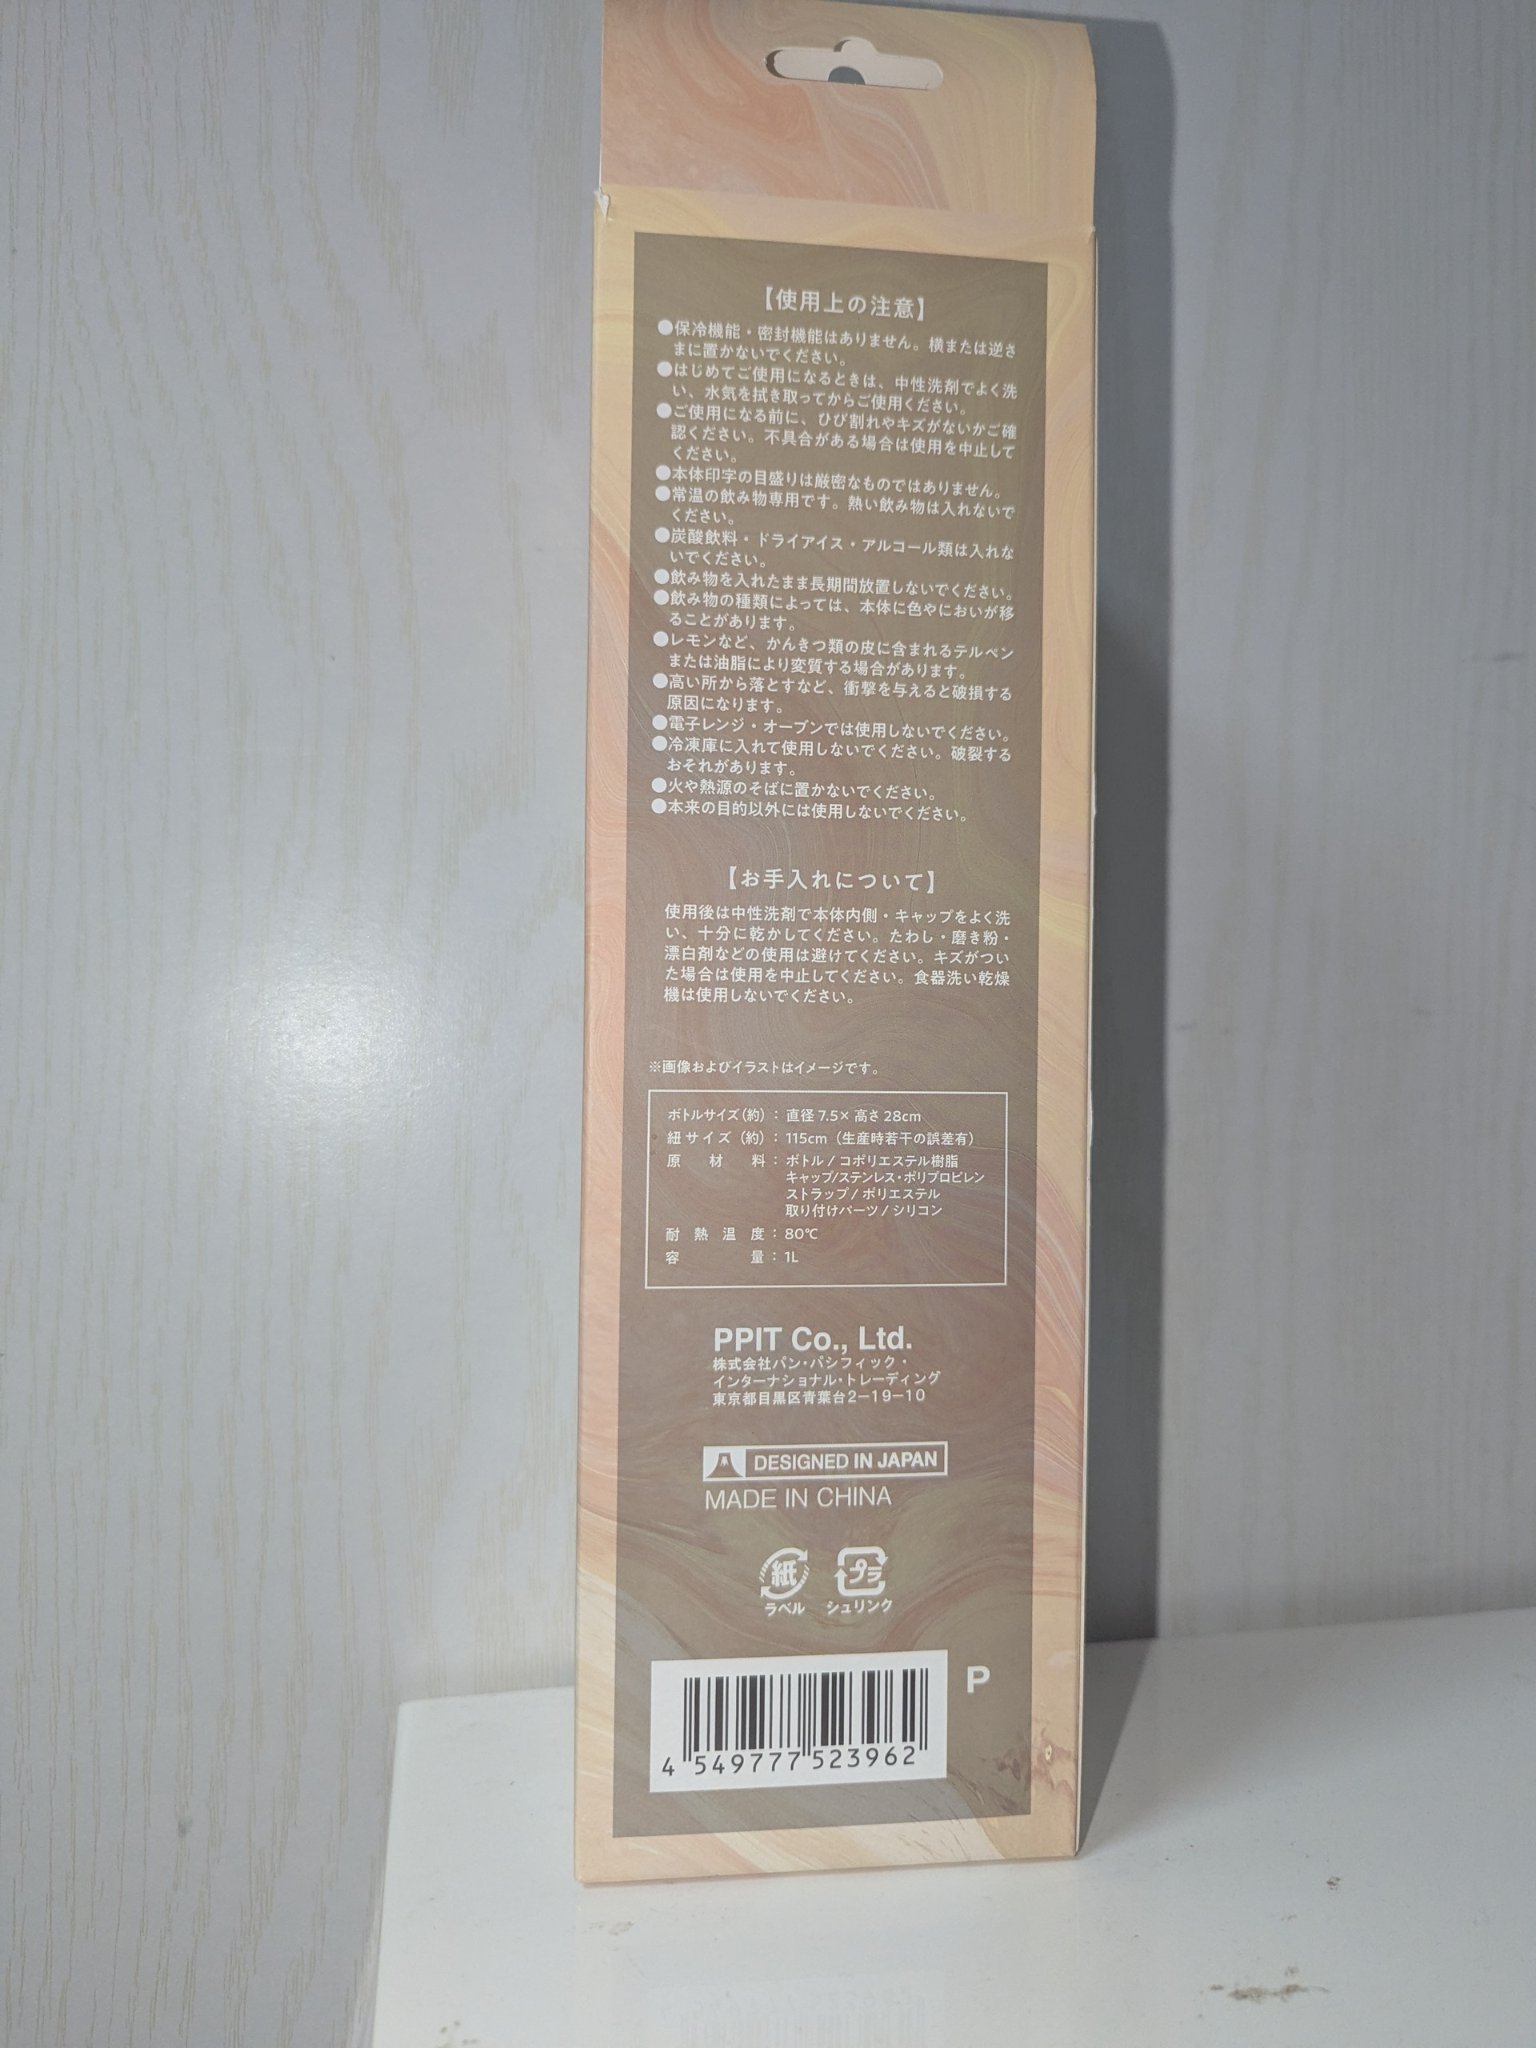 【使用上の注意】
●保冷機能・密封機能はありません。横または逆さ
まに置かないでください。
●はじめてご使用になるときは、中性洗剤でよく洗
い、水気を拭き取ってからご使用ください。
●ご使用になる前に、ひび割れやキズがないかご確
認ください。不具合がある場合は使用を中止して
ください。
●本体印字の目盛りは厳密なものではありません。
●常温の飲み物専用です。熱い飲み物は入れないで
ください。
●炭酸飲料・ドライアイス・アルコール類は入れな
いでください。
●飲み物を入れたまま長期間放置しないでください。
●飲み物の種類によっては、本体に色やにおいが移
ることがあります。
●レモンなど、かんきつ類の皮に含まれるテルペン
または油脂により変質する場合があります。
●高い所から落とすなど、衝撃を与えると破損する
原因になります。
●電子レンジ・オーブンでは使用しないでください。
●冷凍庫に入れて使用しないでください。破裂する
おそれがあります。
●火や熱源のそばに置かないでください。
●本来の目的以外には使用しないでください。
【お手入れについて】
使用後は中性洗剤で本体内側・キャップをよく洗
い、十分に乾かしてください。たわし・磨き粉・
漂白剤などの使用は避けてください。キズがつい
た場合は使用を中止してください。食器洗い乾燥
機は使用しないでください。
※画像およびイラストはイメージです。
ボトルサイズ(約)：直径 7.5× 高さ 28cm
紐サイズ(約)：115cm（生産時若干の誤差有）
原材料：ボトル / コポリエステル樹脂
キャップ/ステンレス・ポリプロピレン
ストラップ / ポリエステル
取り付けパーツ / シリコン
耐熱温度：80℃
容量：1L
PPIT Co., Ltd.
株式会社パン・パシフィック・
インターナショナル・トレーディング
東京都目黒区青葉台2-19-10
DESIGNED IN JAPAN
MADE IN CHINA
紙 プラ
ラベル シュリンク
P
4 549777 523962